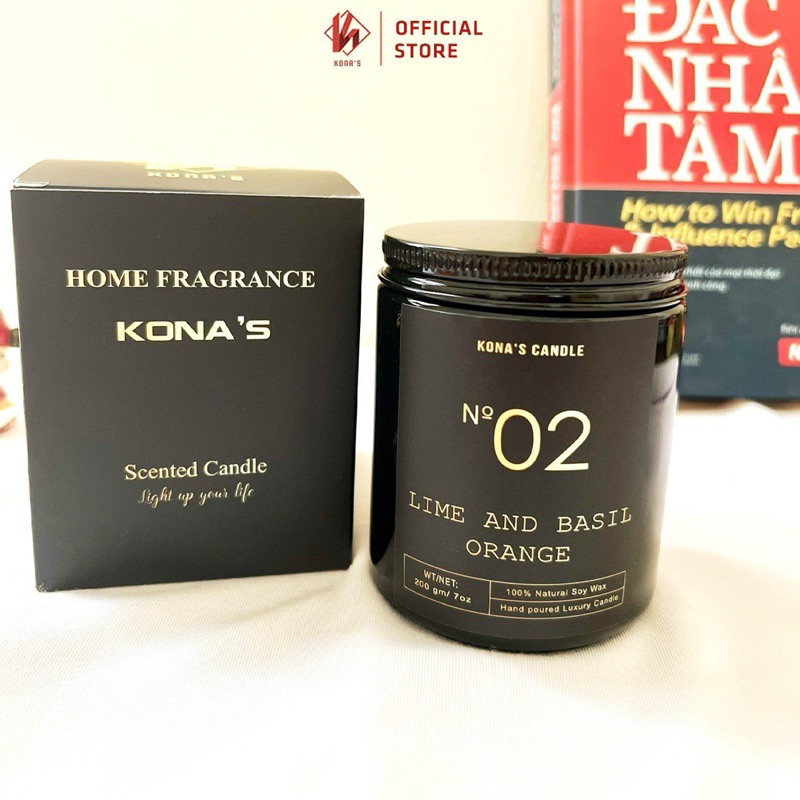 KONA'S
OFFICIAL
STORE
ĐẮC
NHÂ
TÂM
How to Win Fr
& Influence Pe
KONA'S
HOME FRAGRANCE
KONA'S
Scented Candle
Light up your life
KONA'S CANDLE
Nº02
LIME AND BASIL
ORANGE
WT/NET:
200 gm/ 7oz
100% Natural Soy Wax
Hand poured Luxury Candle